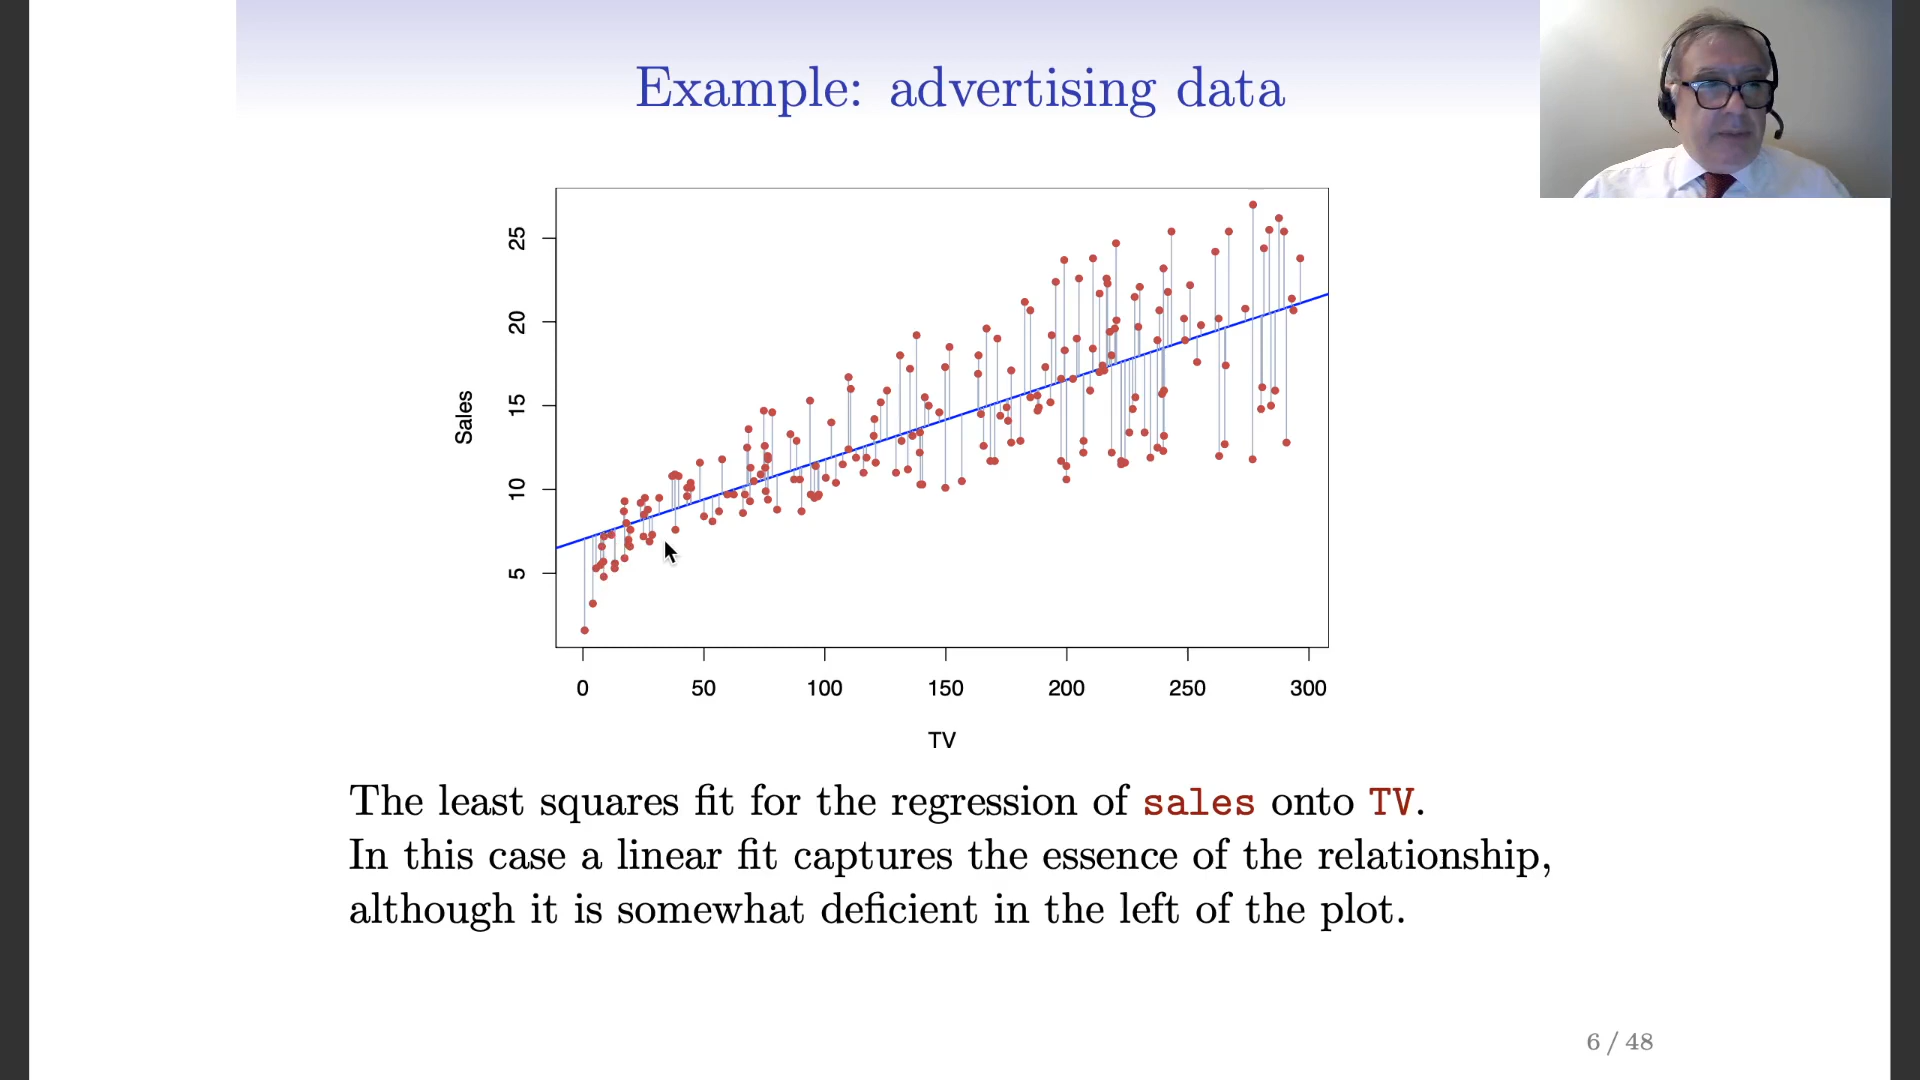 Example: advertising data
25
20
15
10
5
Sales
0 50 100 150 200 250 300
TV
The least squares fit for the regression of sales onto TV.
In this case a linear fit captures the essence of the relationship,
although it is somewhat deficient in the left of the plot.
6 / 48